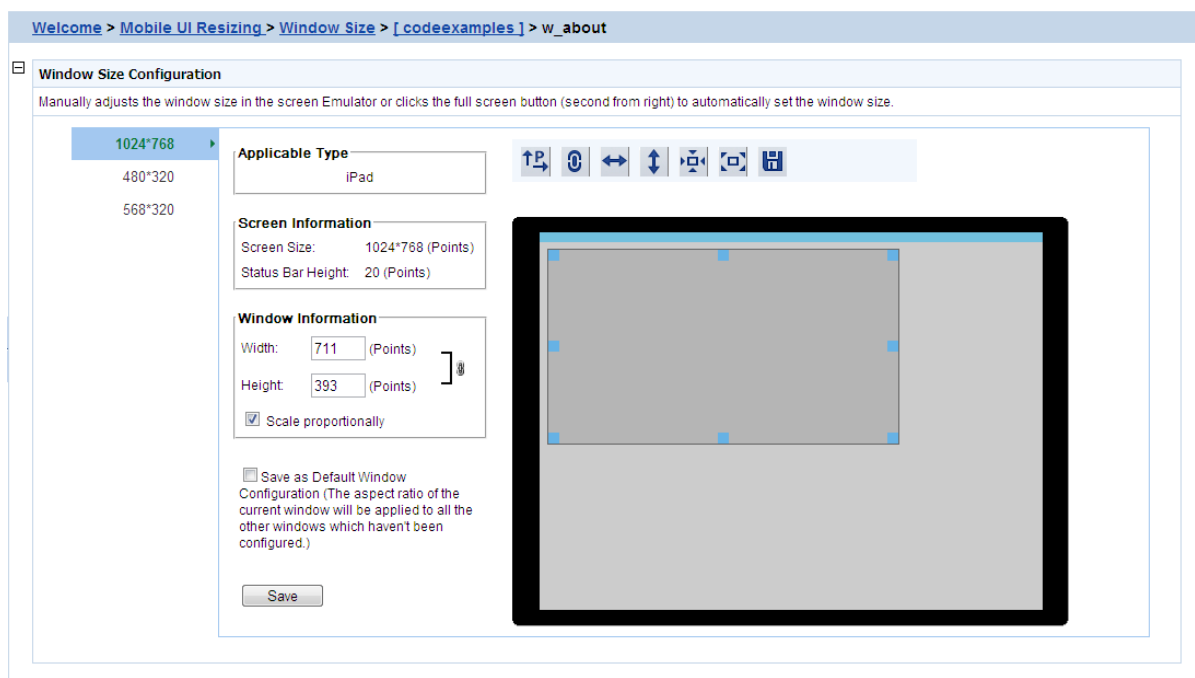 Welcome > Mobile UI Resizing > Window Size > [ codeexamples ] > w_about
Window Size Configuration
Manually adjusts the window size in the screen Emulator or clicks the full screen button (second from right) to automatically set the window size.
1024*768
480*320
568*320
Applicable Type
iPad
Screen Information
Screen Size: 1024*768 (Points)
Status Bar Height: 20 (Points)
Window Information
Width: 711 (Points)
Height: 393 (Points)
Scale proportionally
Save as Default Window
Configuration (The aspect ratio of the
current window will be applied to all the
other windows which haven't been
configured.)
Save
P